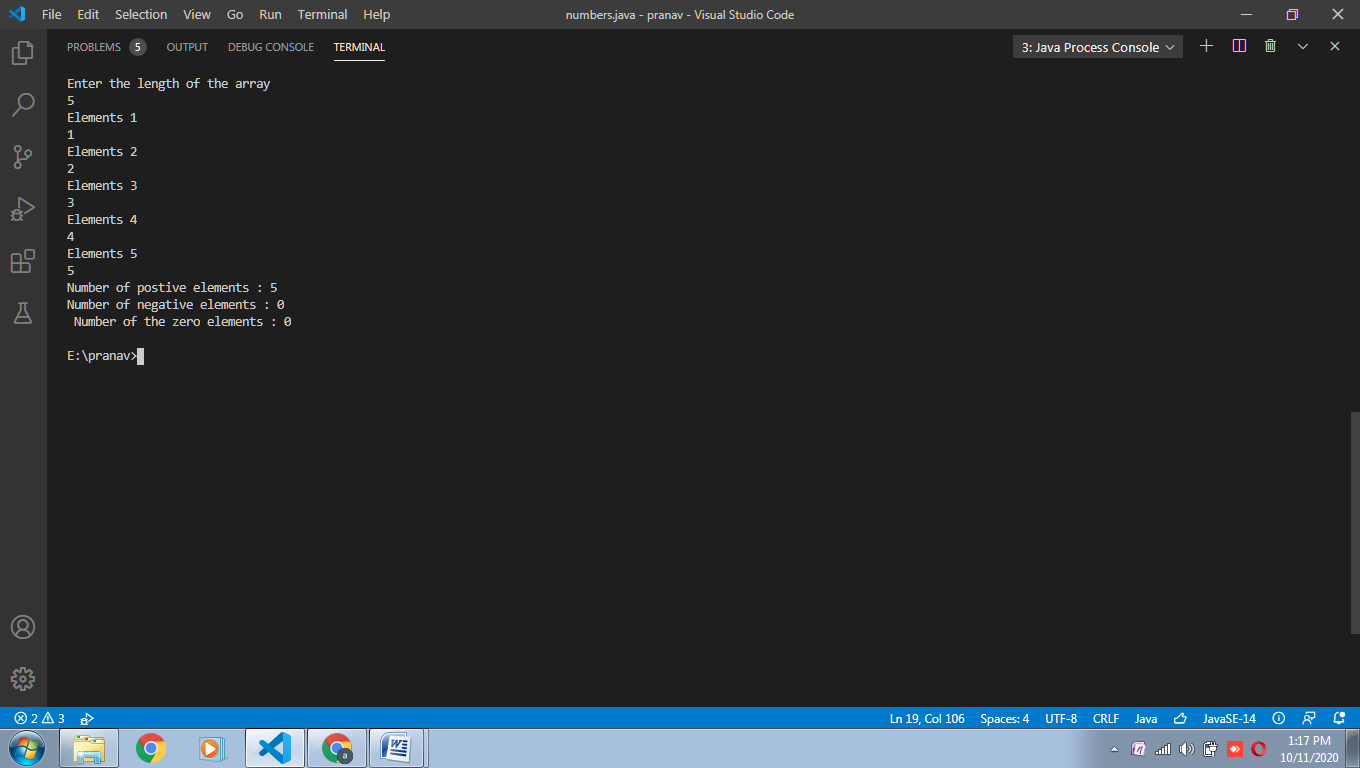 File Edit Selection View Go Run Terminal Help
numbers.java - pranav - Visual Studio Code
PROBLEMS 5 OUTPUT DEBUG CONSOLE TERMINAL
3: Java Process Console
Enter the length of the array
5
Elements 1
1
Elements 2
2
Elements 3
3
Elements 4
4
Elements 5
5
Number of postive elements : 5
Number of negative elements : 0
Number of the zero elements : 0
E:\pranav>
2 3
Ln 19, Col 106 Spaces: 4 UTF-8 CRLF Java JavaSE-14
a
W
1:17 PM
10/11/2020